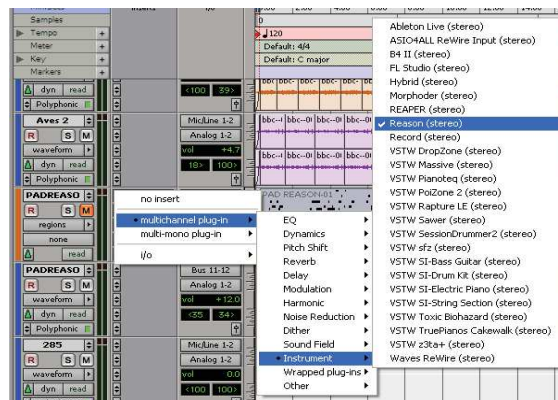 Samples
Tempo
Meter
Key
Markers
120
Default: 4/4
Default: C major
dyn read
Polyphonic
<100 39>
Aves 2
R S M
waveform
dyn read
Polyphonic
Mic/Line 1-2
Analog 1-2
vol +4.7
18> 100>
PADREASO
R S M
regions
none
read
PAD REASON-01
no insert
multichannel plug-in
multi-mono plug-in
i/o
PADREASO
R S M
waveform
dyn read
Polyphonic
Bus 11-12
Analog 1-2
vol +12.0
<35 34>
285
R S M
waveform
dyn read
Mic/Line 1-2
Analog 1-2
vol 0.0
<100 100>
EQ
Dynamics
Pitch Shift
Reverb
Delay
Modulation
Harmonic
Noise Reduction
Dither
Sound Field
Instrument
Wrapped plug-ins
Other
Ableton Live (stereo)
ASIO4ALL ReWire Input (stereo)
B4 II (stereo)
FL Studio (stereo)
Hybrid (stereo)
Morphoder (stereo)
REAPER (stereo)
Reason (stereo)
Record (stereo)
VSTW DropZone (stereo)
VSTW Massive (stereo)
VSTW Pianoteq (stereo)
VSTW PoiZone 2 (stereo)
VSTW Rapture LE (stereo)
VSTW Sawer (stereo)
VSTW SessionDrummer2 (stereo)
VSTW sfz (stereo)
VSTW SI-Bass Guitar (stereo)
VSTW SI-Drum Kit (stereo)
VSTW SI-Electric Piano (stereo)
VSTW SI-String Section (stereo)
VSTW Toxic Biohazard (stereo)
VSTW TruePianos Cakewalk (stereo)
VSTW z3ta+ (stereo)
Waves ReWire (stereo)